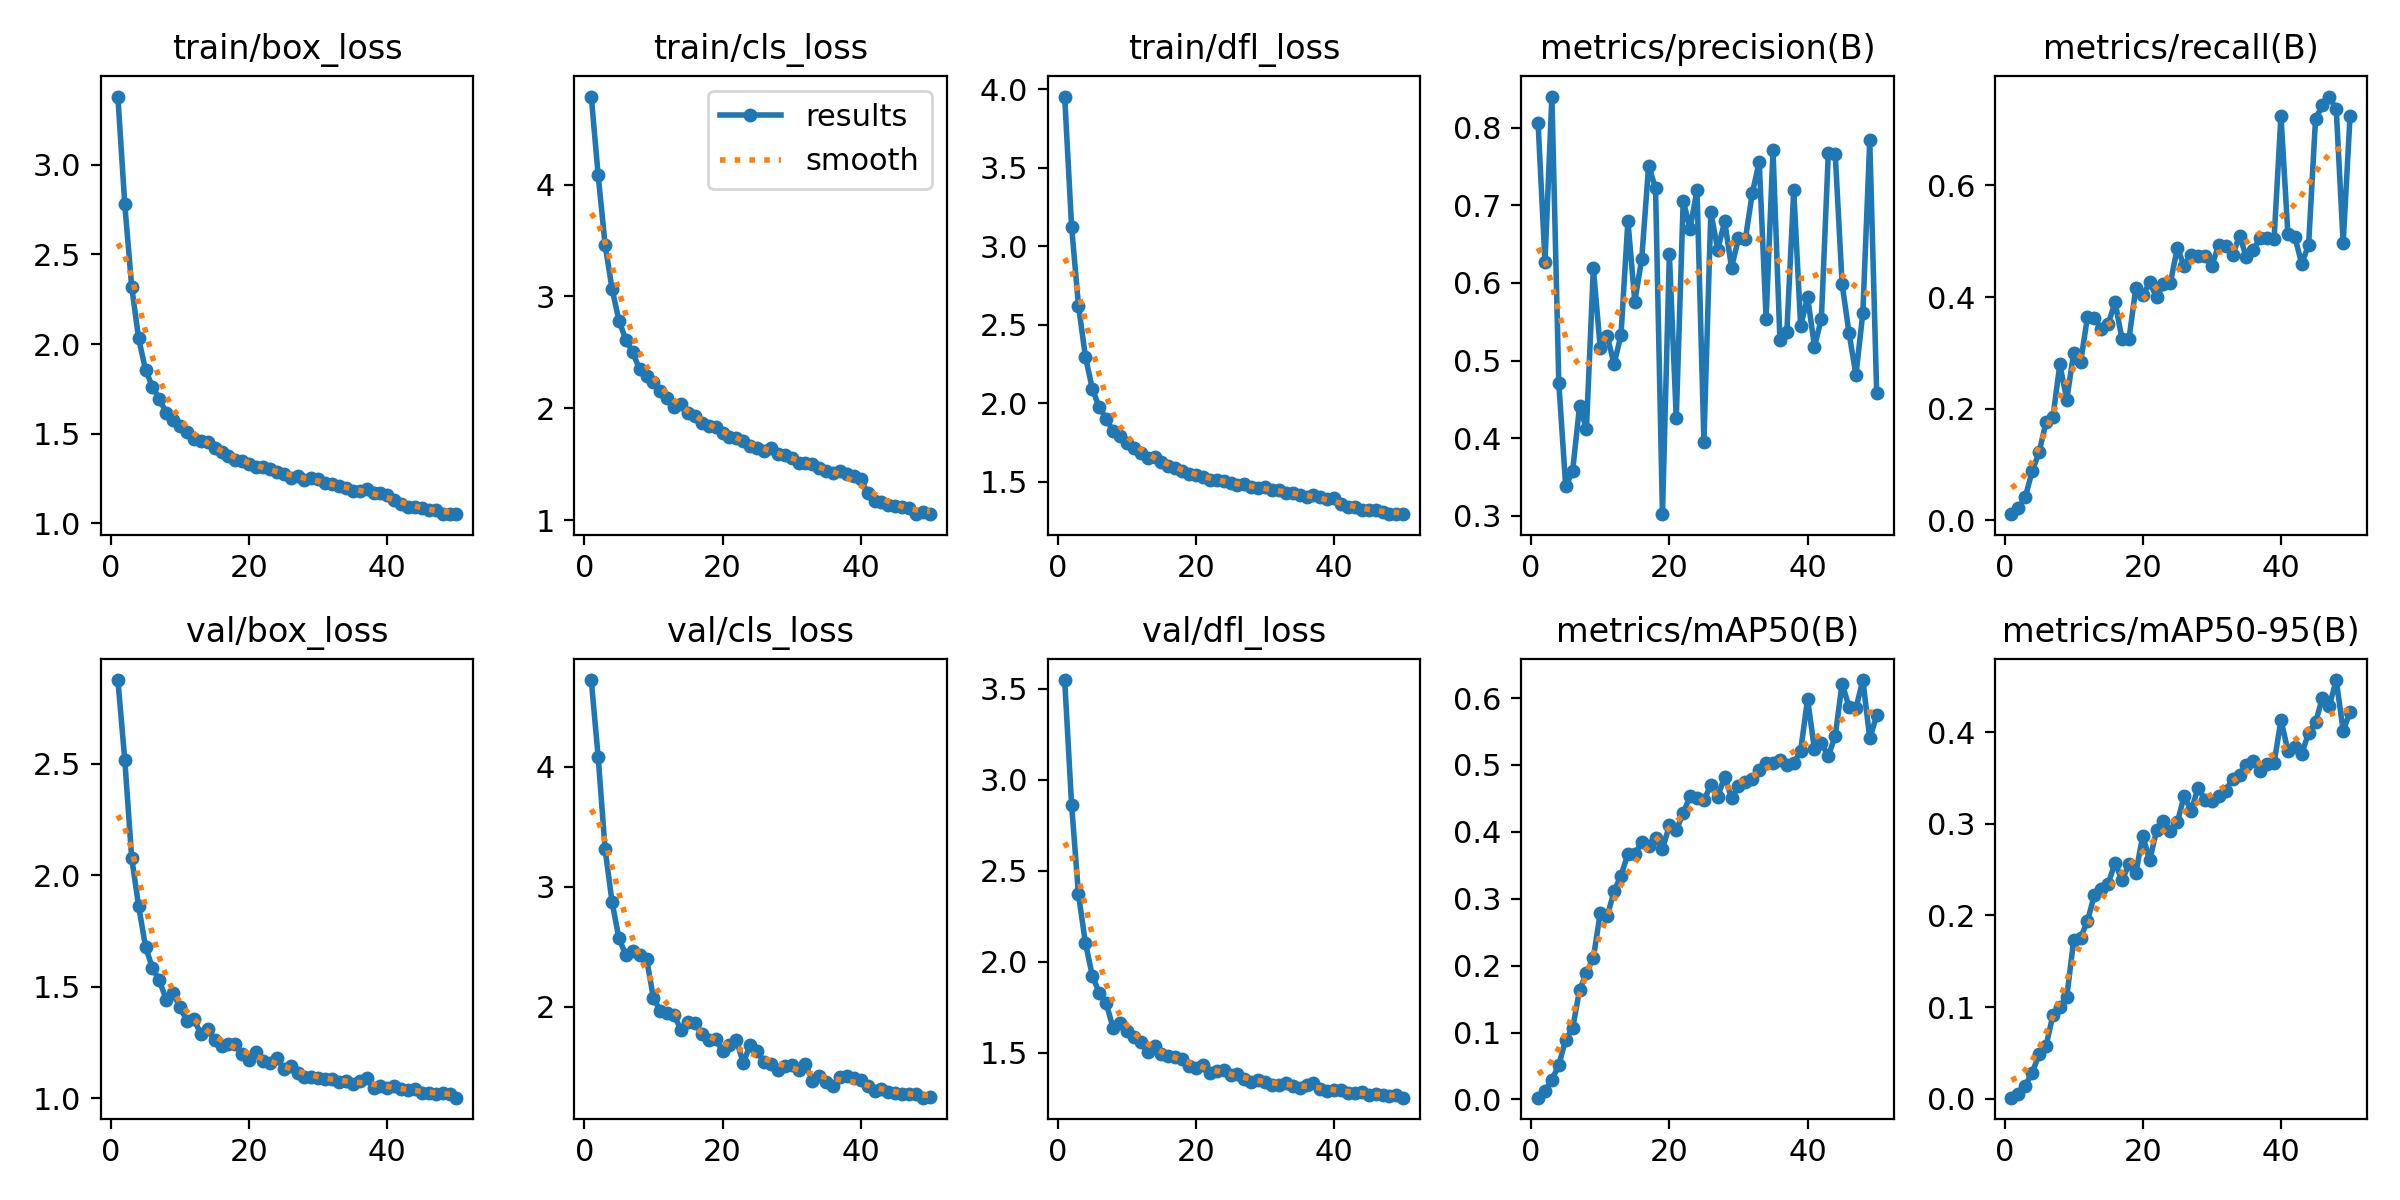 train/box_loss
3.0
2.5
2.0
1.5
1.0
0 20 40
train/cls_loss
results
smooth
4
3
2
1
0 20 40
train/dfl_loss
4.0
3.5
3.0
2.5
2.0
1.5
0 20 40
metrics/precision(B)
0.8
0.7
0.6
0.5
0.4
0.3
0 20 40
metrics/recall(B)
0.6
0.4
0.2
0.0
0 20 40
val/box_loss
2.5
2.0
1.5
1.0
0 20 40
val/cls_loss
4
3
2
0 20 40
val/dfl_loss
3.5
3.0
2.5
2.0
1.5
0 20 40
metrics/mAP50(B)
0.6
0.5
0.4
0.3
0.2
0.1
0.0
0 20 40
metrics/mAP50-95(B)
0.4
0.3
0.2
0.1
0.0
0 20 40